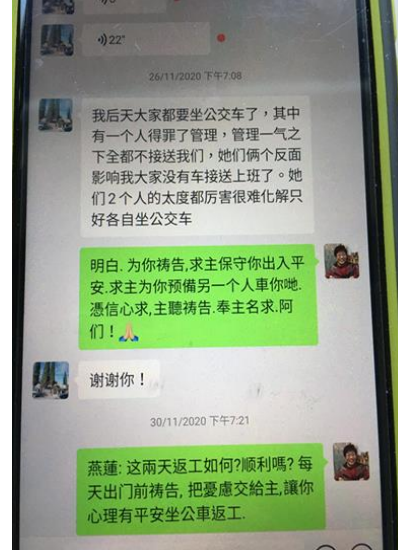 22"
26/11/2020 下午7:08
我后天大家都要坐公交车了，其中
有一个人得罪了管理，管理一气之
下全都不接送我们，她们俩个反面
影响我大家没有车接送上班了。她
们2个人的太度都厉害很难化解只
好各自坐公交车
明白. 为你祷告,求主保守你出入平
安.求主为你预備另一个人車你哋.
憑信心求,主聽祷告.奉主名求.阿
们！🙏🏻
谢谢你！
30/11/2020 下午7:21
燕蓮: 这兩天返工如何?顺利嗎? 每
天出门前祷告, 把憂慮交給主,讓你
心理有平安坐公車返工.